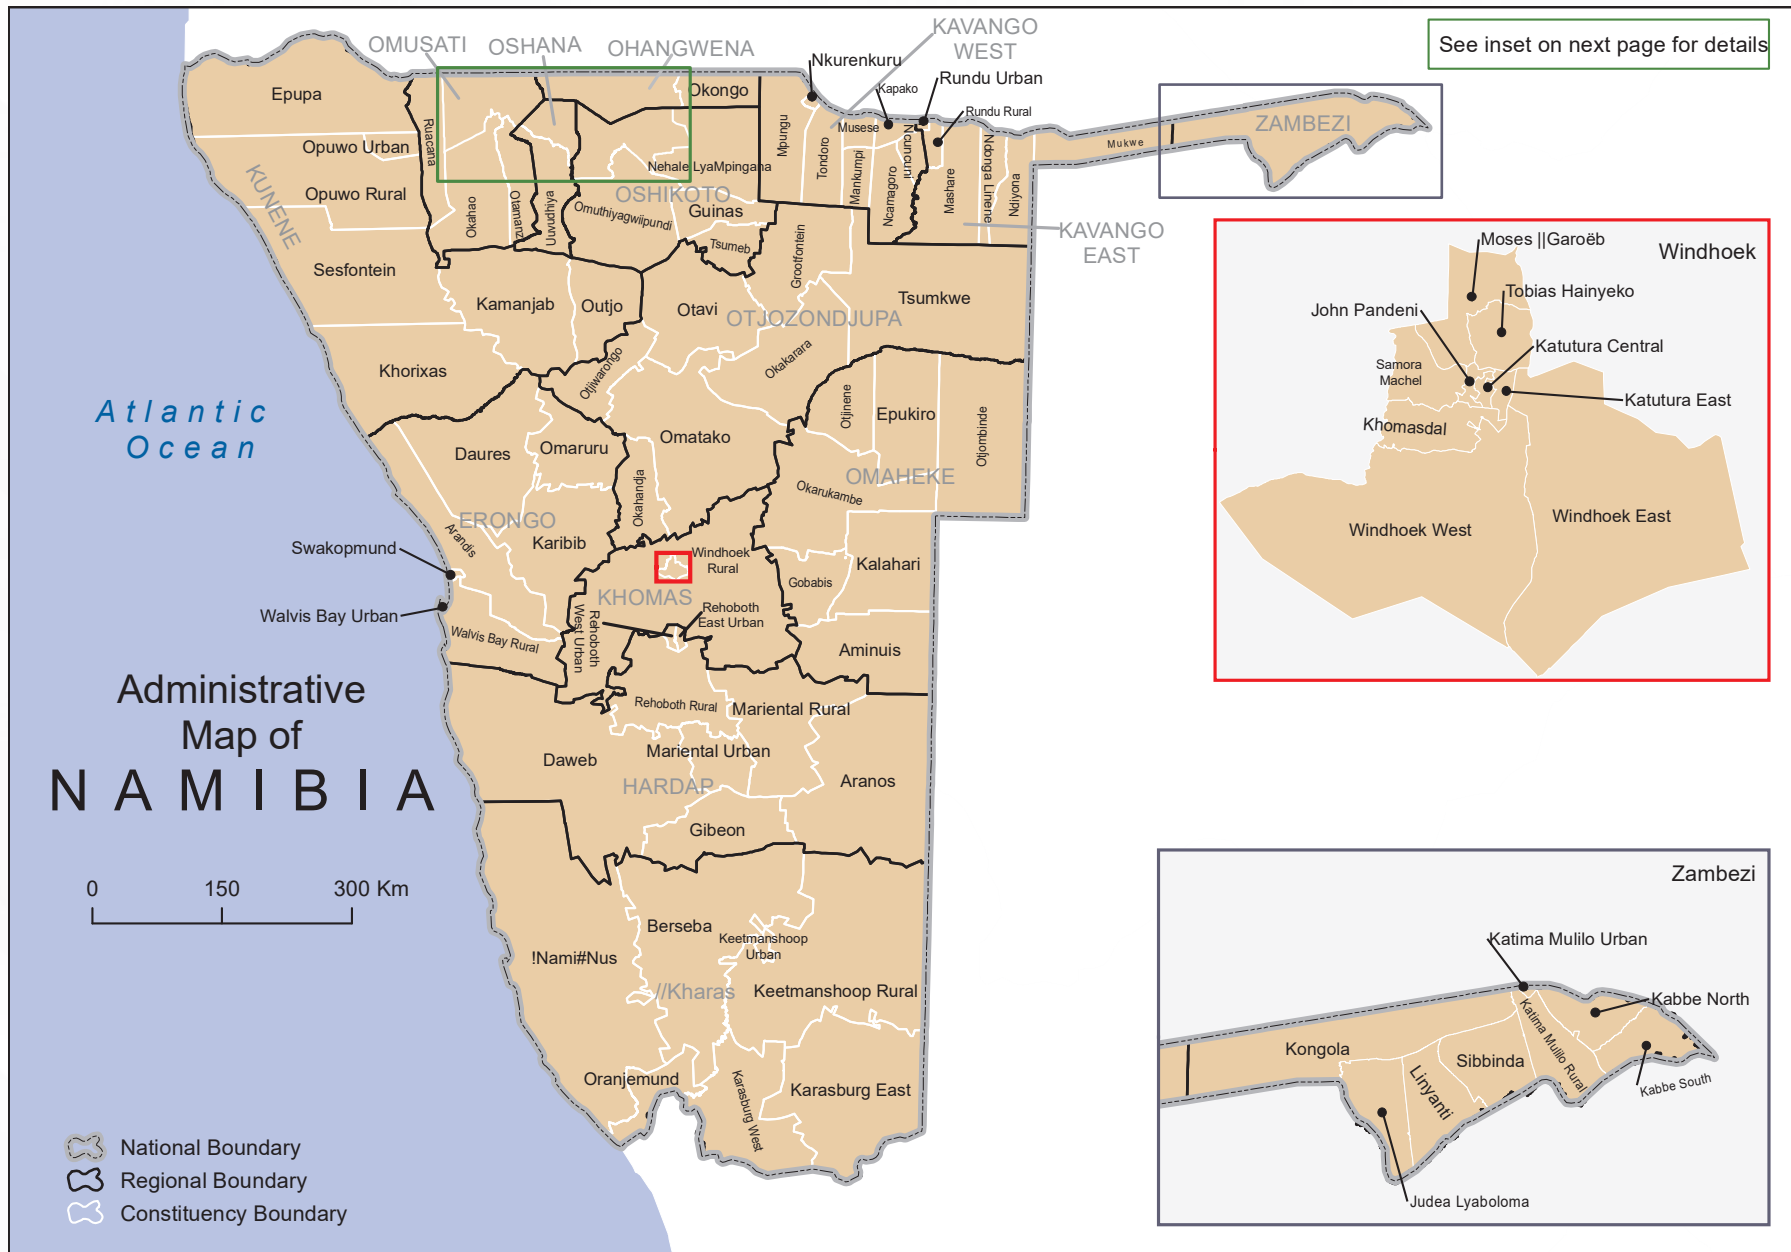 See inset on next page for details
OMUSATI
OSHANA
OHANGWENA
KAVANGO
WEST
Nkurenkuru
Kapako
Rundu Urban
Rundu Rural
Epupa
Ruacana
Okongo
Mpungu
Tondoro
Musese
Mankumpi
Ncamagoro
Ncuncuni
Mashare
Ndonga Linene
Ndiyona
Mukwe
ZAMBEZI
Opuwo Urban
Opuwo Rural
KUNENE
Nehale LyaMpingana
OSHIKOTO
Okahao
Otamanzi
Uuvudhiya
Omuthiyagwiipundi
Guinas
Tsumeb
Grootfontein
KAVANGO
EAST
Sesfontein
Kamanjab
Outjo
Otavi
OTJOZONDJUPA
Tsumkwe
Khorixas
Otjiwarongo
Okakarara
Atlantic
Ocean
Daures
Omaruru
Omatako
Otjinene
Epukiro
Otjombinde
OMAHEKE
Okarukambe
Okahandja
ERONGO
Arandis
Karibib
Swakopmund
Windhoek
Rural
Gobabis
Kalahari
KHOMAS
Walvis Bay Urban
Walvis Bay Rural
Rehoboth
West Urban
Rehoboth
East Urban
Aminuis
Administrative
Map of
NAMIBIA
Rehoboth Rural
Mariental Rural
Daweb
Mariental Urban
HARDAP
Aranos
Gibeon
0
150
300 Km
Berseba
Keetmanshoop
Urban
!Nami#Nus
//Kharas
Keetmanshoop Rural
Oranjemund
Karasburg West
Karasburg East
National Boundary
Regional Boundary
Constituency Boundary
Windhoek
Moses ||Garoëb
Tobias Hainyeko
John Pandeni
Katutura Central
Samora
Machel
Katutura East
Khomasdal
Windhoek West
Windhoek East
Zambezi
Katima Mulilo Urban
Kabbe North
Kongola
Sibbinda
Linyanti
Katima Mulilo Rural
Kabbe South
Judea Lyaboloma